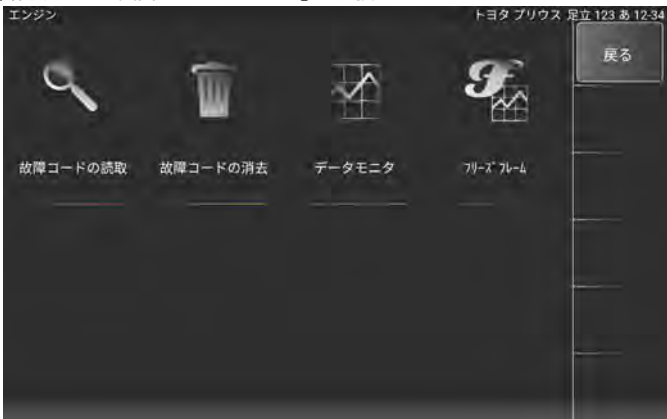 エンジン
トヨタ プリウス 足立 123 あ 12-34
戻る
故障コードの読取
故障コードの消去
データモニタ
フリーズフレーム